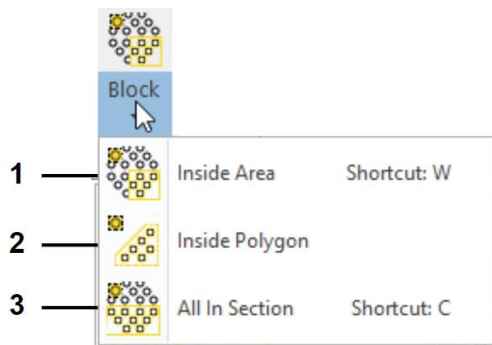 Block
1 Inside Area Shortcut: W
2 Inside Polygon
3 All In Section Shortcut: C